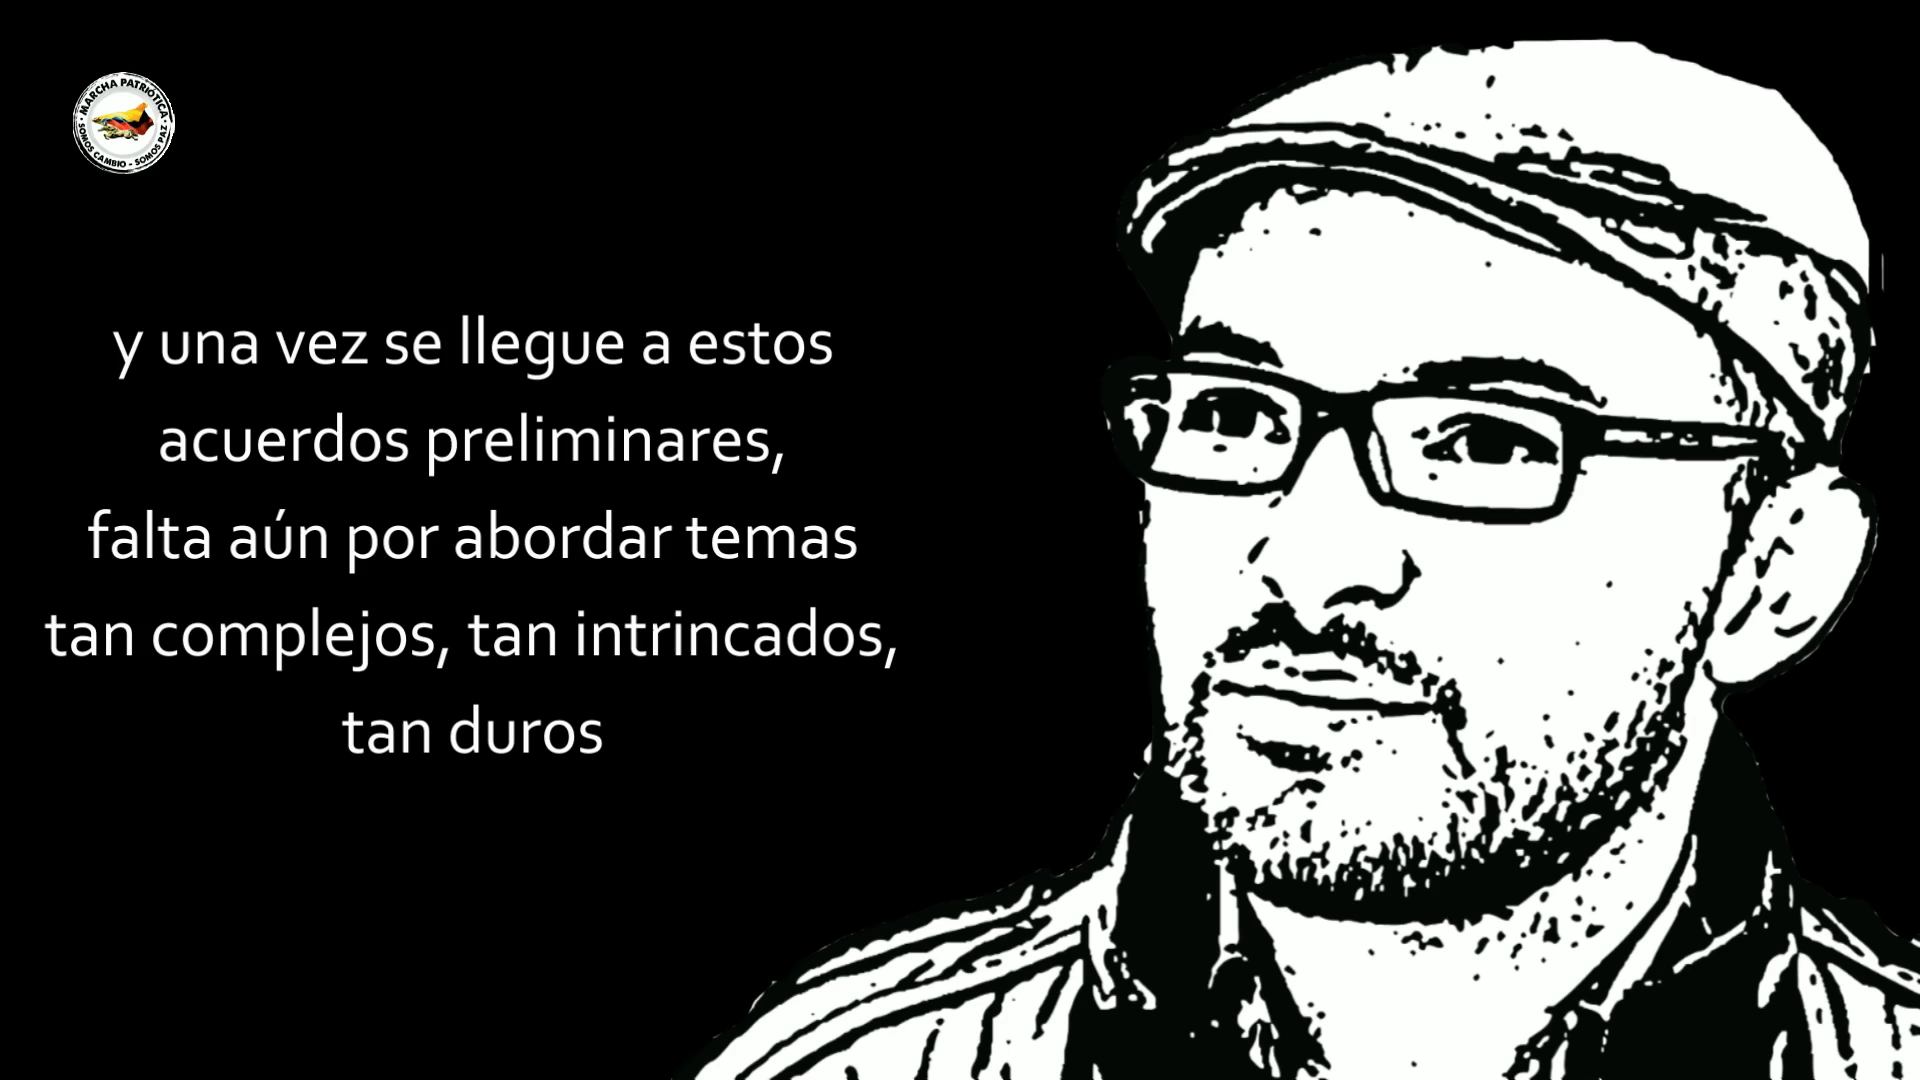 MARCHA PATRIÓTICA
SOMOS CAMBIO - SOMOS PAZ
y una vez se llegue a estos
acuerdos preliminares,
falta aún por abordar temas
tan complejos, tan intrincados,
tan duros